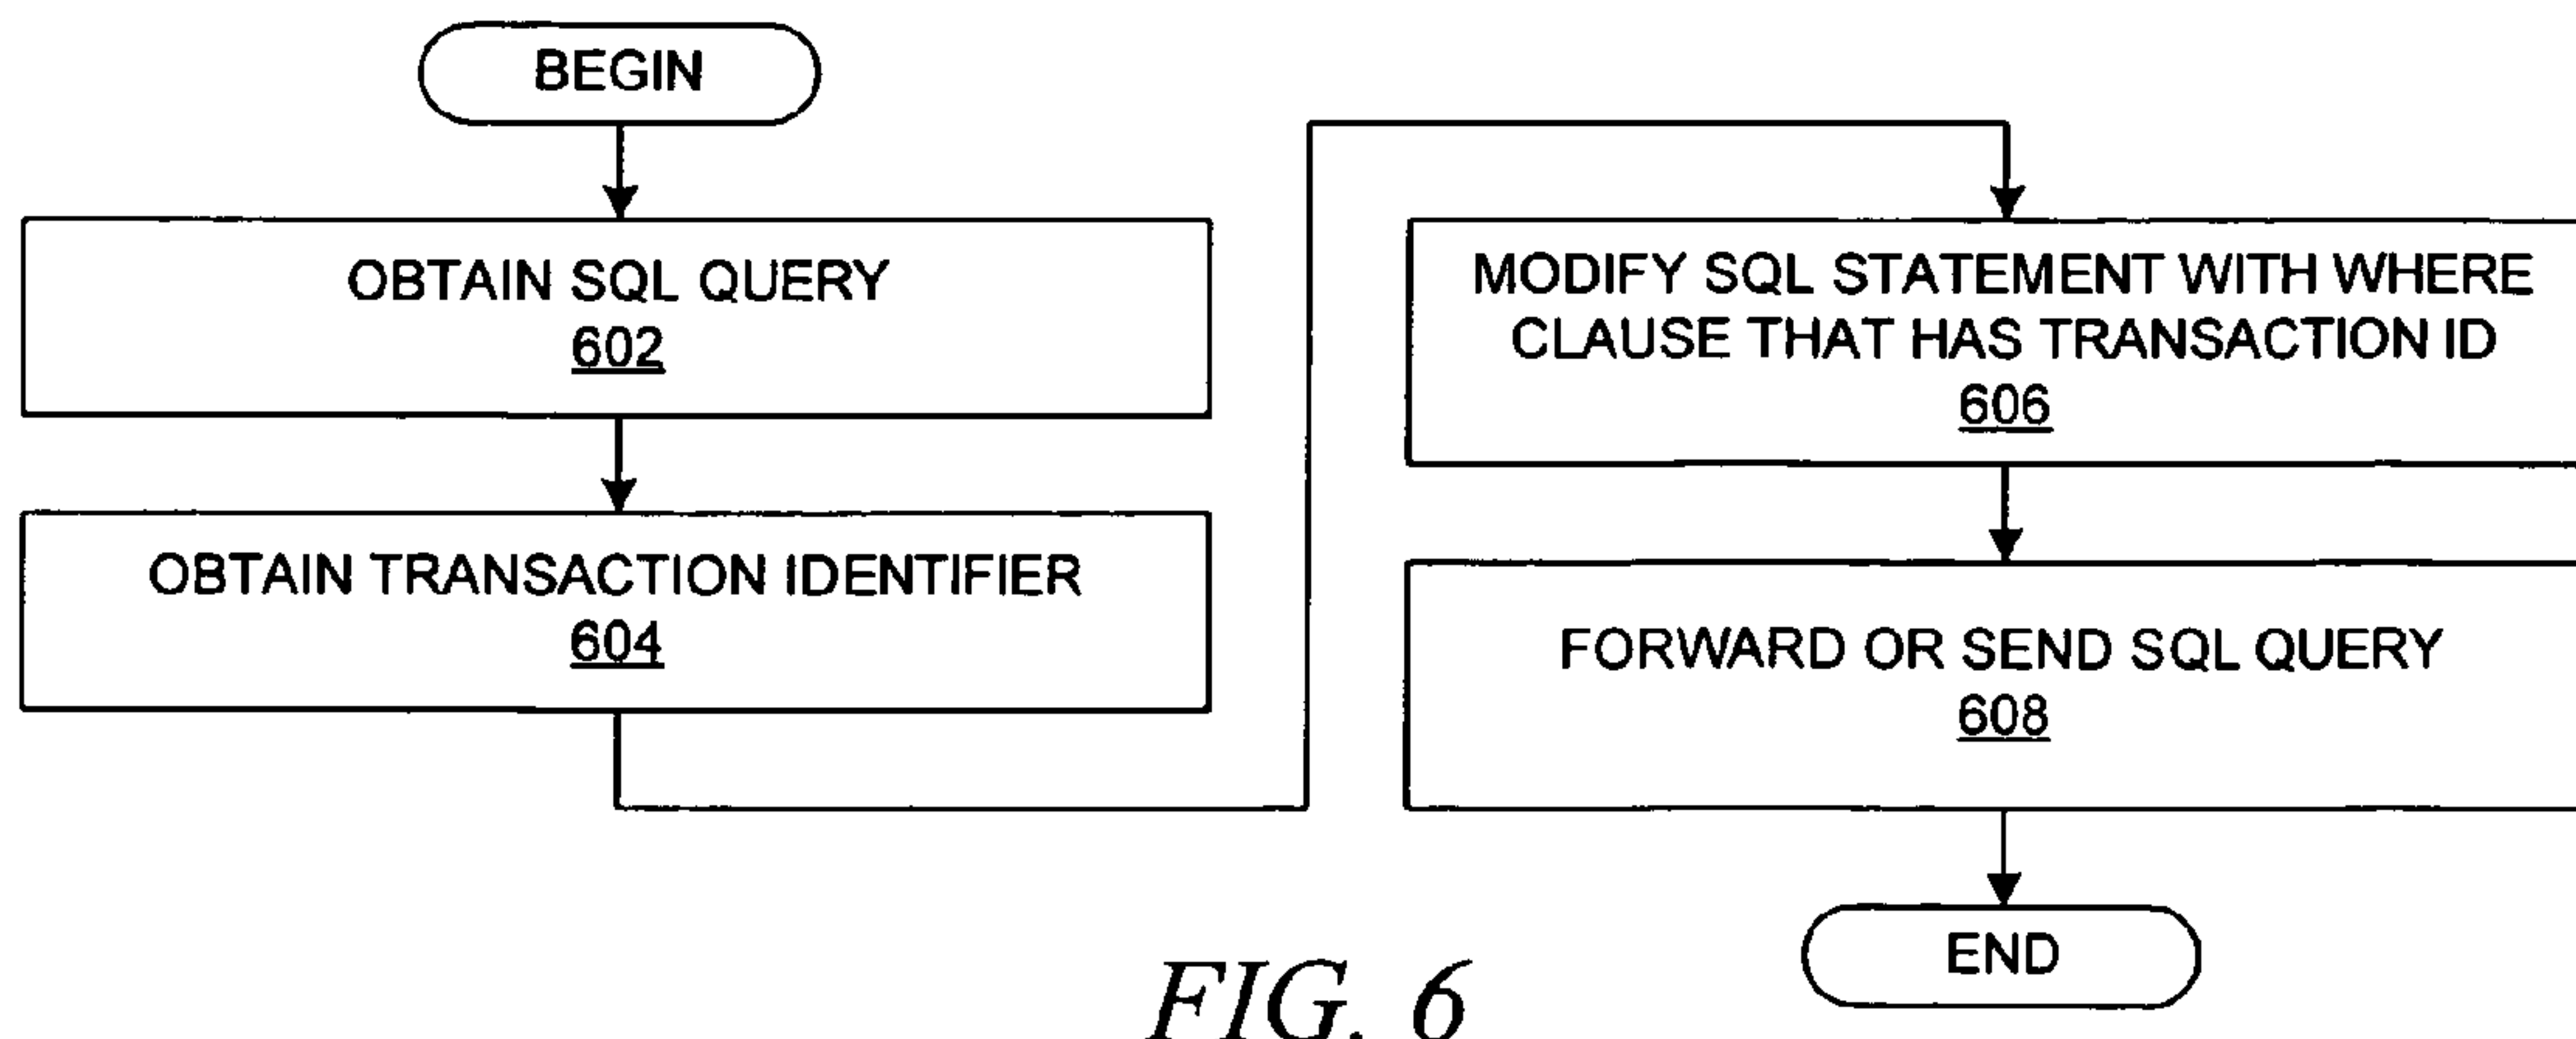 BEGIN
OBTAIN SQL QUERY
602
OBTAIN TRANSACTION IDENTIFIER
604
MODIFY SQL STATEMENT WITH WHERE
CLAUSE THAT HAS TRANSACTION ID
606
FORWARD OR SEND SQL QUERY
608
END
FIG. 6